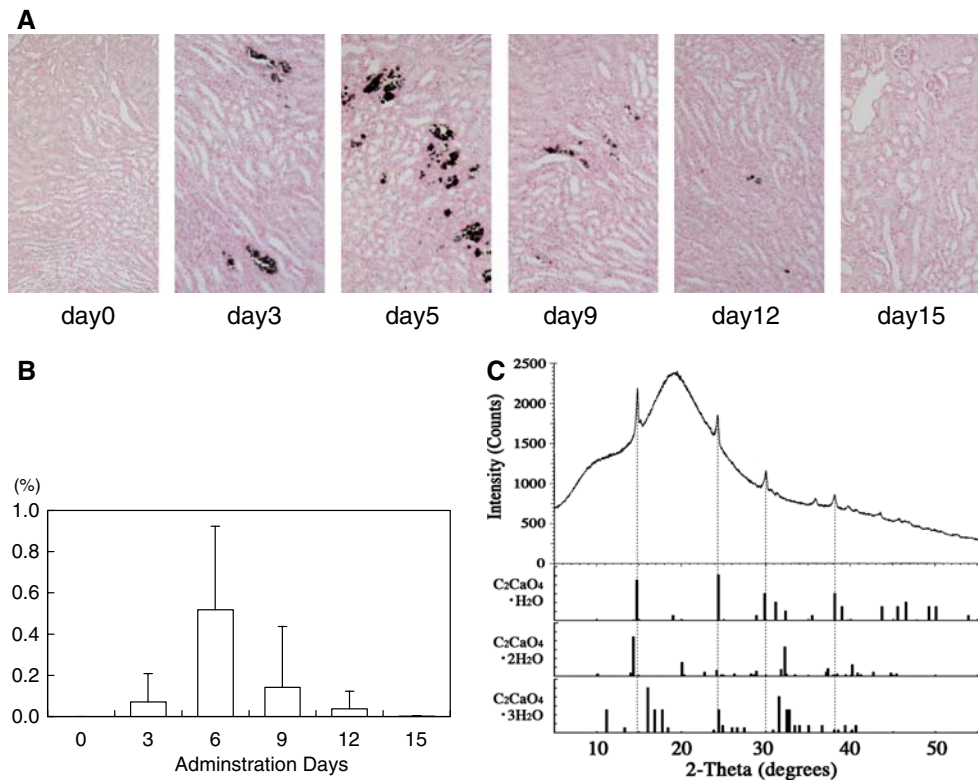 A
day0 day3 day5 day9 day12 day15
B
(%)
1.0
0.8
0.6
0.4
0.2
0.0
0 3 6 9 12 15
Adminstration Days
C
Intensity (Counts)
2500
2000
1500
1000
500
0
C₂CaO₄
·H₂O
C₂CaO₄
·2H₂O
C₂CaO₄
·3H₂O
10 20 30 40 50
2-Theta (degrees)